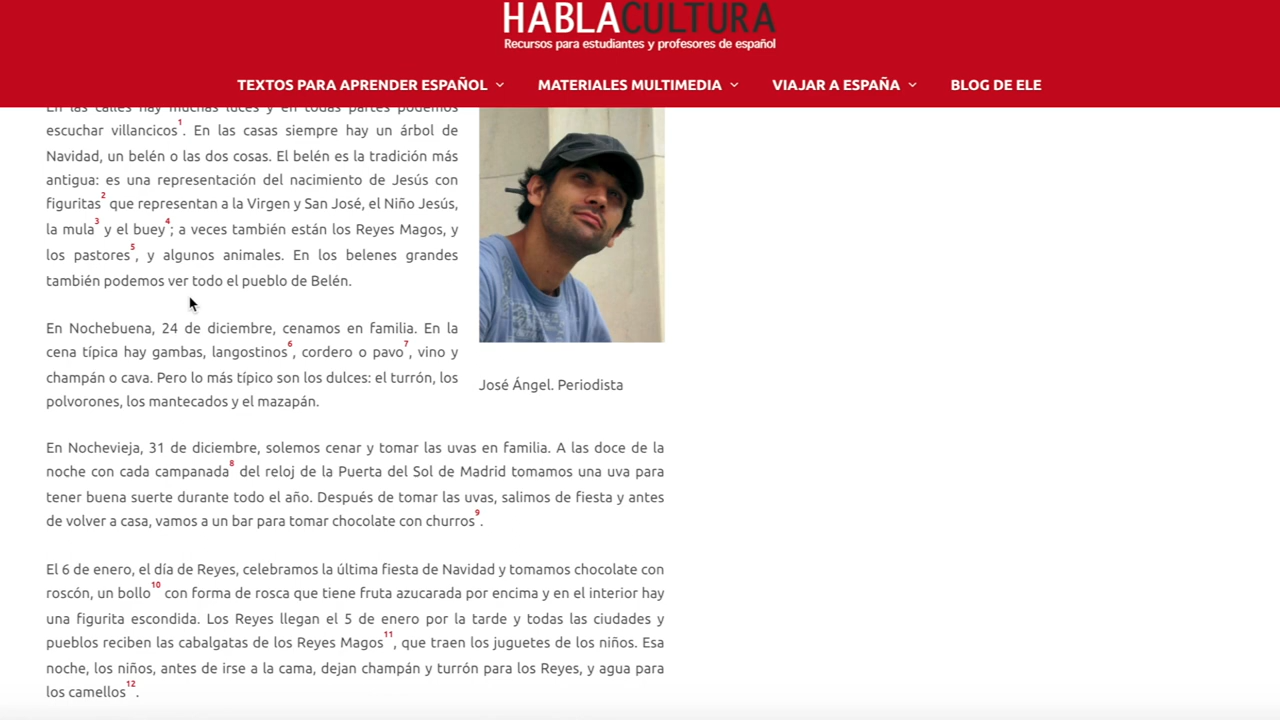 HABLACULTURA
Recursos para estudiantes y profesores de español
TEXTOS PARA APRENDER ESPAÑOL MATERIALES MULTIMEDIA VIAJAR A ESPAÑA BLOG DE ELE
En las calles hay muchas luces y en todas partes podemos
escuchar villancicos1. En las casas siempre hay un árbol de
Navidad, un belén o las dos cosas. El belén es la tradición más
antigua: es una representación del nacimiento de Jesús con
figuritas2 que representan a la Virgen y San José, el Niño Jesús,
la mula3 y el buey4; a veces también están los Reyes Magos, y
los pastores5, y algunos animales. En los belenes grandes
también podemos ver todo el pueblo de Belén.
En Nochebuena, 24 de diciembre, cenamos en familia. En la
cena típica hay gambas, langostinos6, cordero o pavo7, vino y
champán o cava. Pero lo más típico son los dulces: el turrón, los
polvorones, los mantecados y el mazapán.
José Ángel. Periodista
En Nochevieja, 31 de diciembre, solemos cenar y tomar las uvas en familia. A las doce de la
noche con cada campanada8 del reloj de la Puerta del Sol de Madrid tomamos una uva para
tener buena suerte durante todo el año. Después de tomar las uvas, salimos de fiesta y antes
de volver a casa, vamos a un bar para tomar chocolate con churros9.
El 6 de enero, el día de Reyes, celebramos la última fiesta de Navidad y tomamos chocolate con
roscón, un bollo10 con forma de rosca que tiene fruta azucarada por encima y en el interior hay
una figurita escondida. Los Reyes llegan el 5 de enero por la tarde y todas las ciudades y
pueblos reciben las cabalgatas de los Reyes Magos11, que traen los juguetes de los niños. Esa
noche, los niños, antes de irse a la cama, dejan champán y turrón para los Reyes, y agua para
los camellos12.